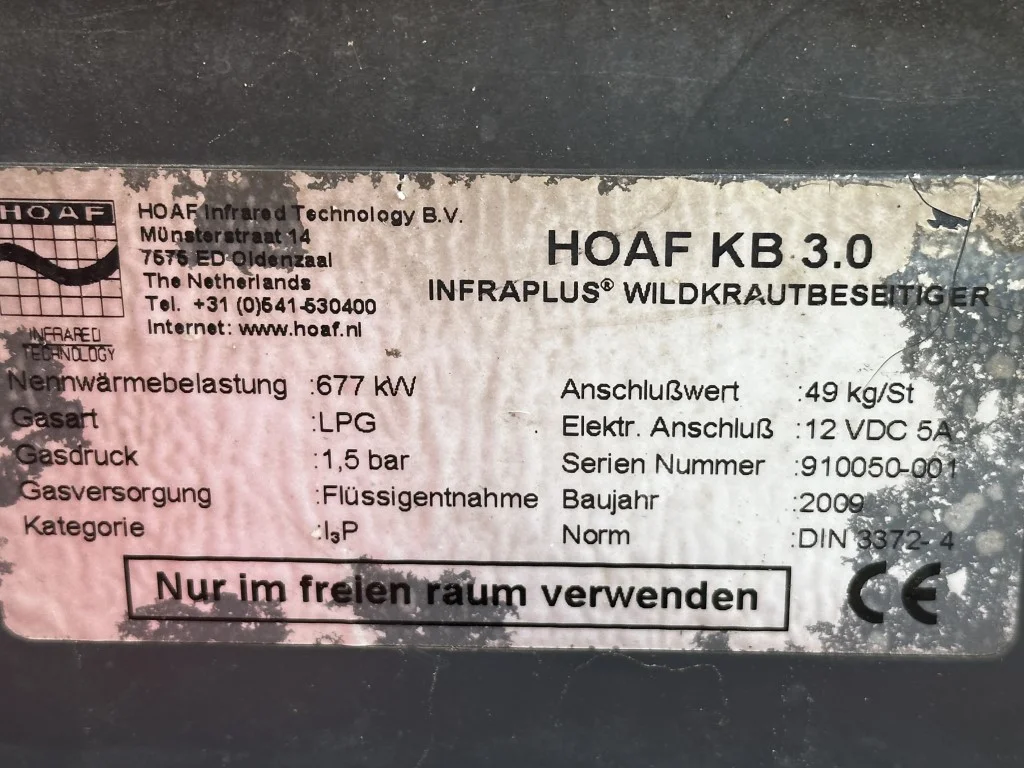 HOAF
INFRARED
TECHNOLOGY
HOAF Infrared Technology B.V.
Münsterstraat 14
7575 ED Oldenzaal
The Netherlands
Tel. +31 (0)541-530400
Internet: www.hoaf.nl
HOAF KB 3.0
INFRAPLUS® WILDKRAUTBESEITIGER
Nennwärmebelastung :677 kW
Gasart :LPG
Gasdruck :1,5 bar
Gasversorgung :Flüssigentnahme
Kategorie :I₃P
Anschlußwert :49 kg/St
Elektr. Anschluß :12 VDC 5A
Serien Nummer :910050-001
Baujahr :2009
Norm :DIN 3372- 4
Nur im freien raum verwenden
CE